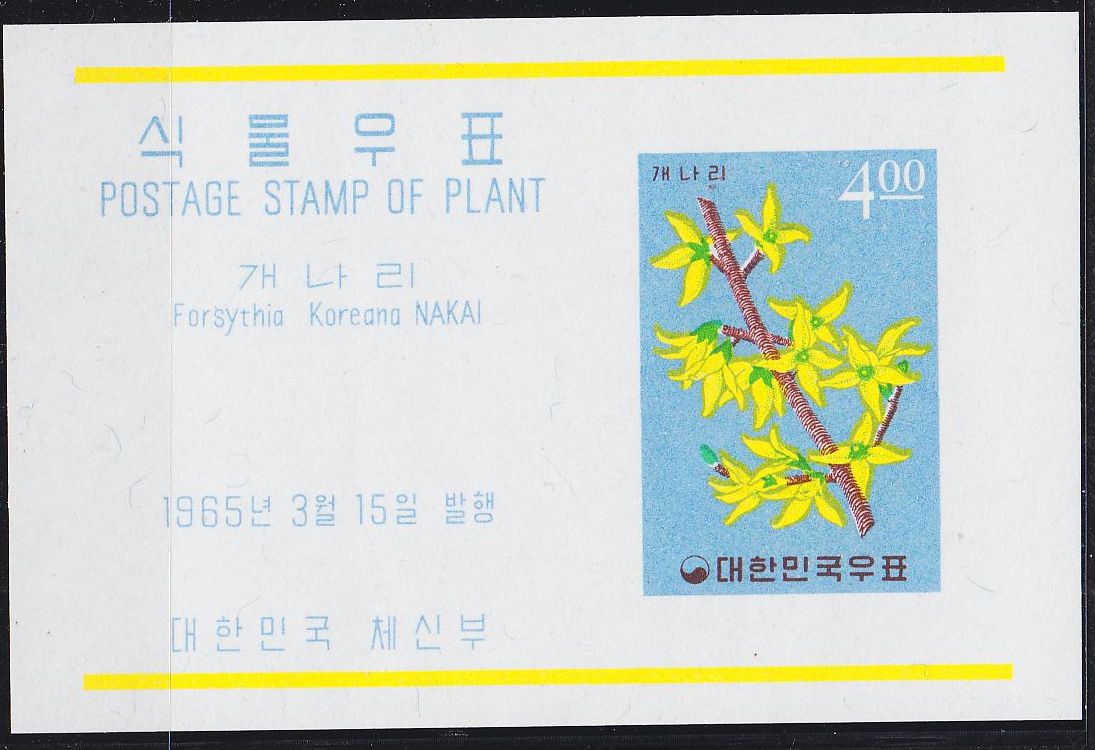 식물우표
POSTAGE STAMP OF PLANT
개나리
Forsythia Koreana NAKAI
1965년 3월 15일 발행
대한민국 체신부
개나리
4 00
대한민국우표